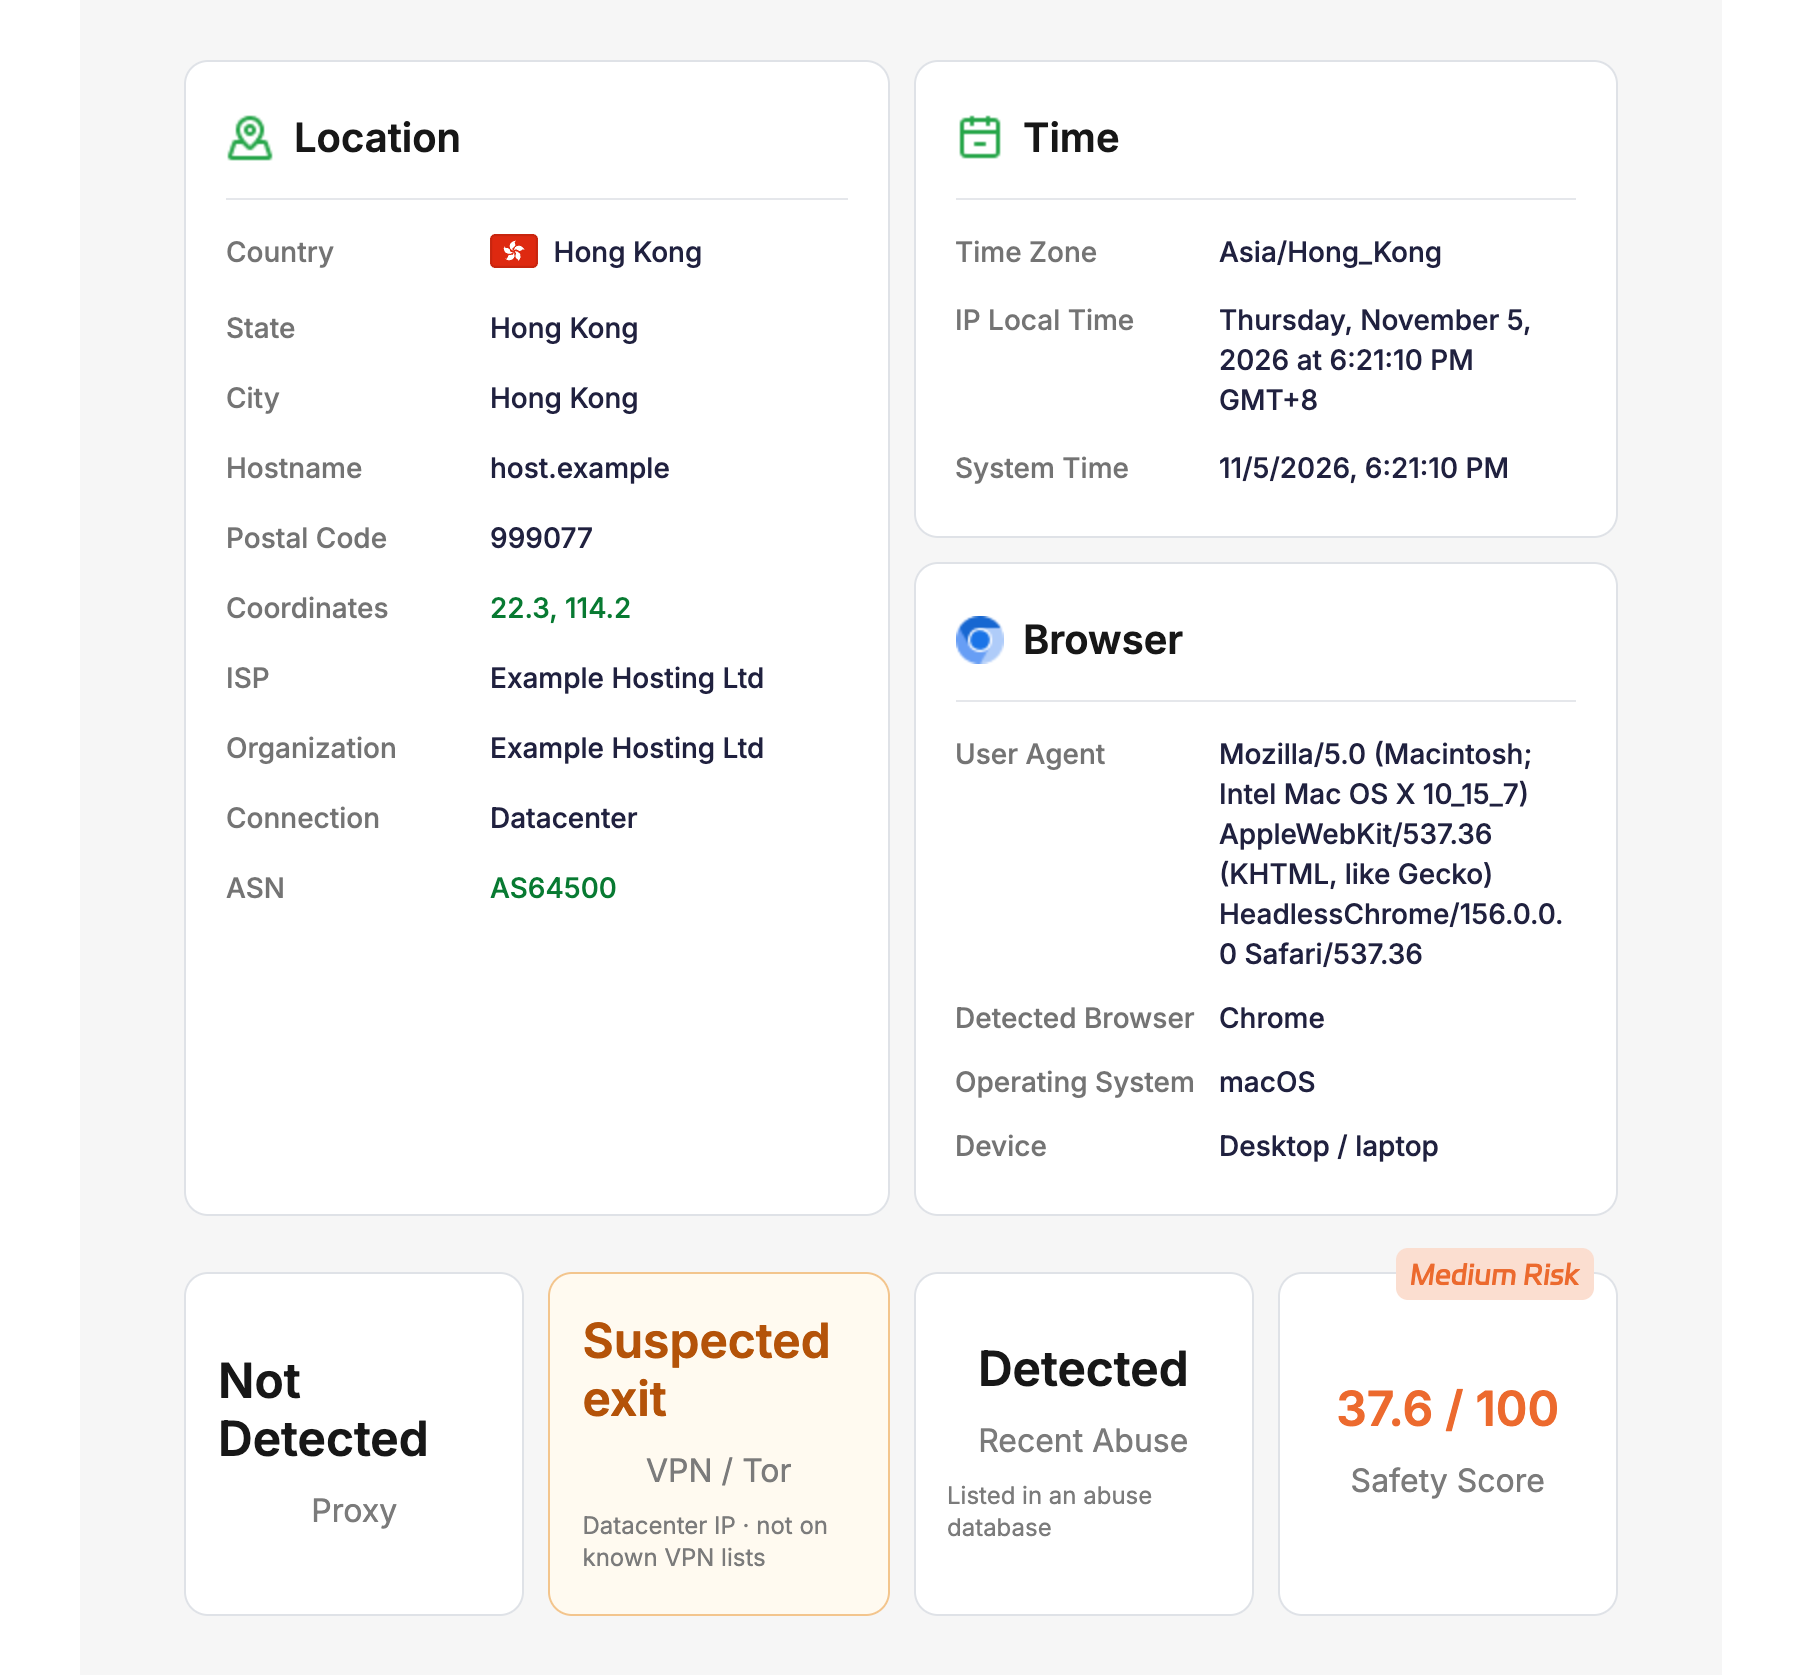 Location
Country Hong Kong
State Hong Kong
City Hong Kong
Hostname host.example
Postal Code 999077
Coordinates 22.3, 114.2
ISP Example Hosting Ltd
Organization Example Hosting Ltd
Connection Datacenter
ASN AS64500
Time
Time Zone Asia/Hong_Kong
IP Local Time Thursday, November 5,
2026 at 6:21:10 PM
GMT+8
System Time 11/5/2026, 6:21:10 PM
Browser
User Agent Mozilla/5.0 (Macintosh;
Intel Mac OS X 10_15_7)
AppleWebKit/537.36
(KHTML, like Gecko)
HeadlessChrome/156.0.0.
0 Safari/537.36
Detected Browser Chrome
Operating System macOS
Device Desktop / laptop
Not
Detected
Proxy
Suspected
exit
VPN / Tor
Datacenter IP · not on
known VPN lists
Detected
Recent Abuse
Listed in an abuse
database
Medium Risk
37.6 / 100
Safety Score